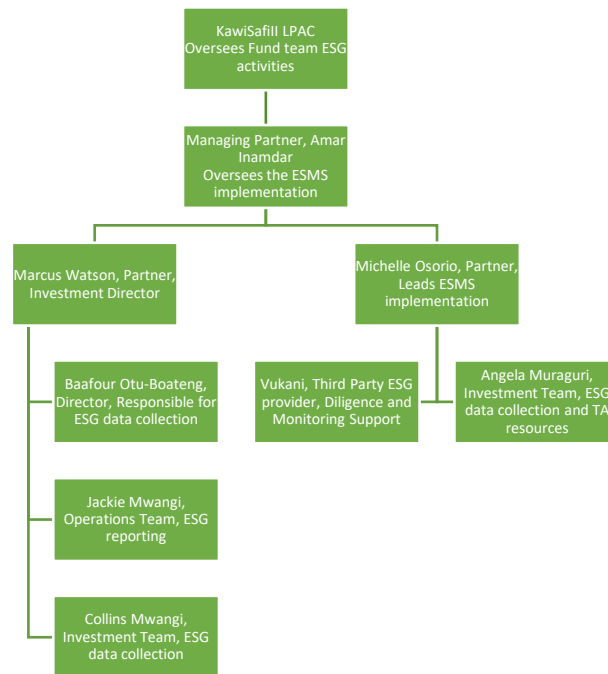 KawiSafiII LPAC
Oversees Fund team ESG
activities
Managing Partner, Amar
Inamdar
Oversees the ESMS
implementation
Marcus Watson, Partner,
Investment Director
Michelle Osorio, Partner,
Leads ESMS
implementation
Baafour Otu-Boateng,
Director, Responsible for
ESG data collection
Vukani, Third Party ESG
provider, Diligence and
Monitoring Support
Angela Muraguri,
Investment Team, ESG
data collection and TA
resources
Jackie Mwangi,
Operations Team, ESG
reporting
Collins Mwangi,
Investment Team, ESG
data collection